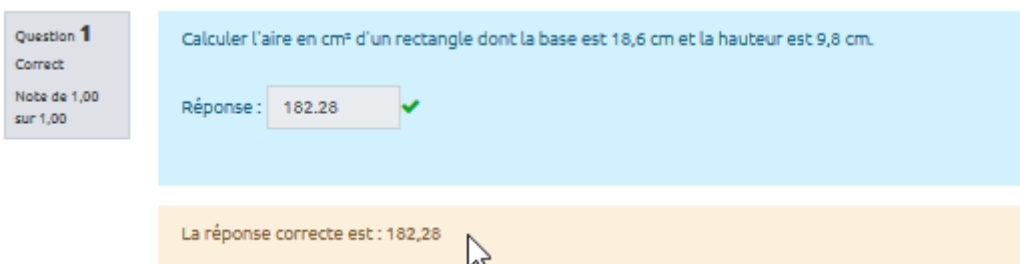 Question 1
Correct
Note de 1,00
sur 1,00
Calculer l'aire en cm² d'un rectangle dont la base est 18,6 cm et la hauteur est 9,8 cm.
Réponse : 182.28
La réponse correcte est : 182,28